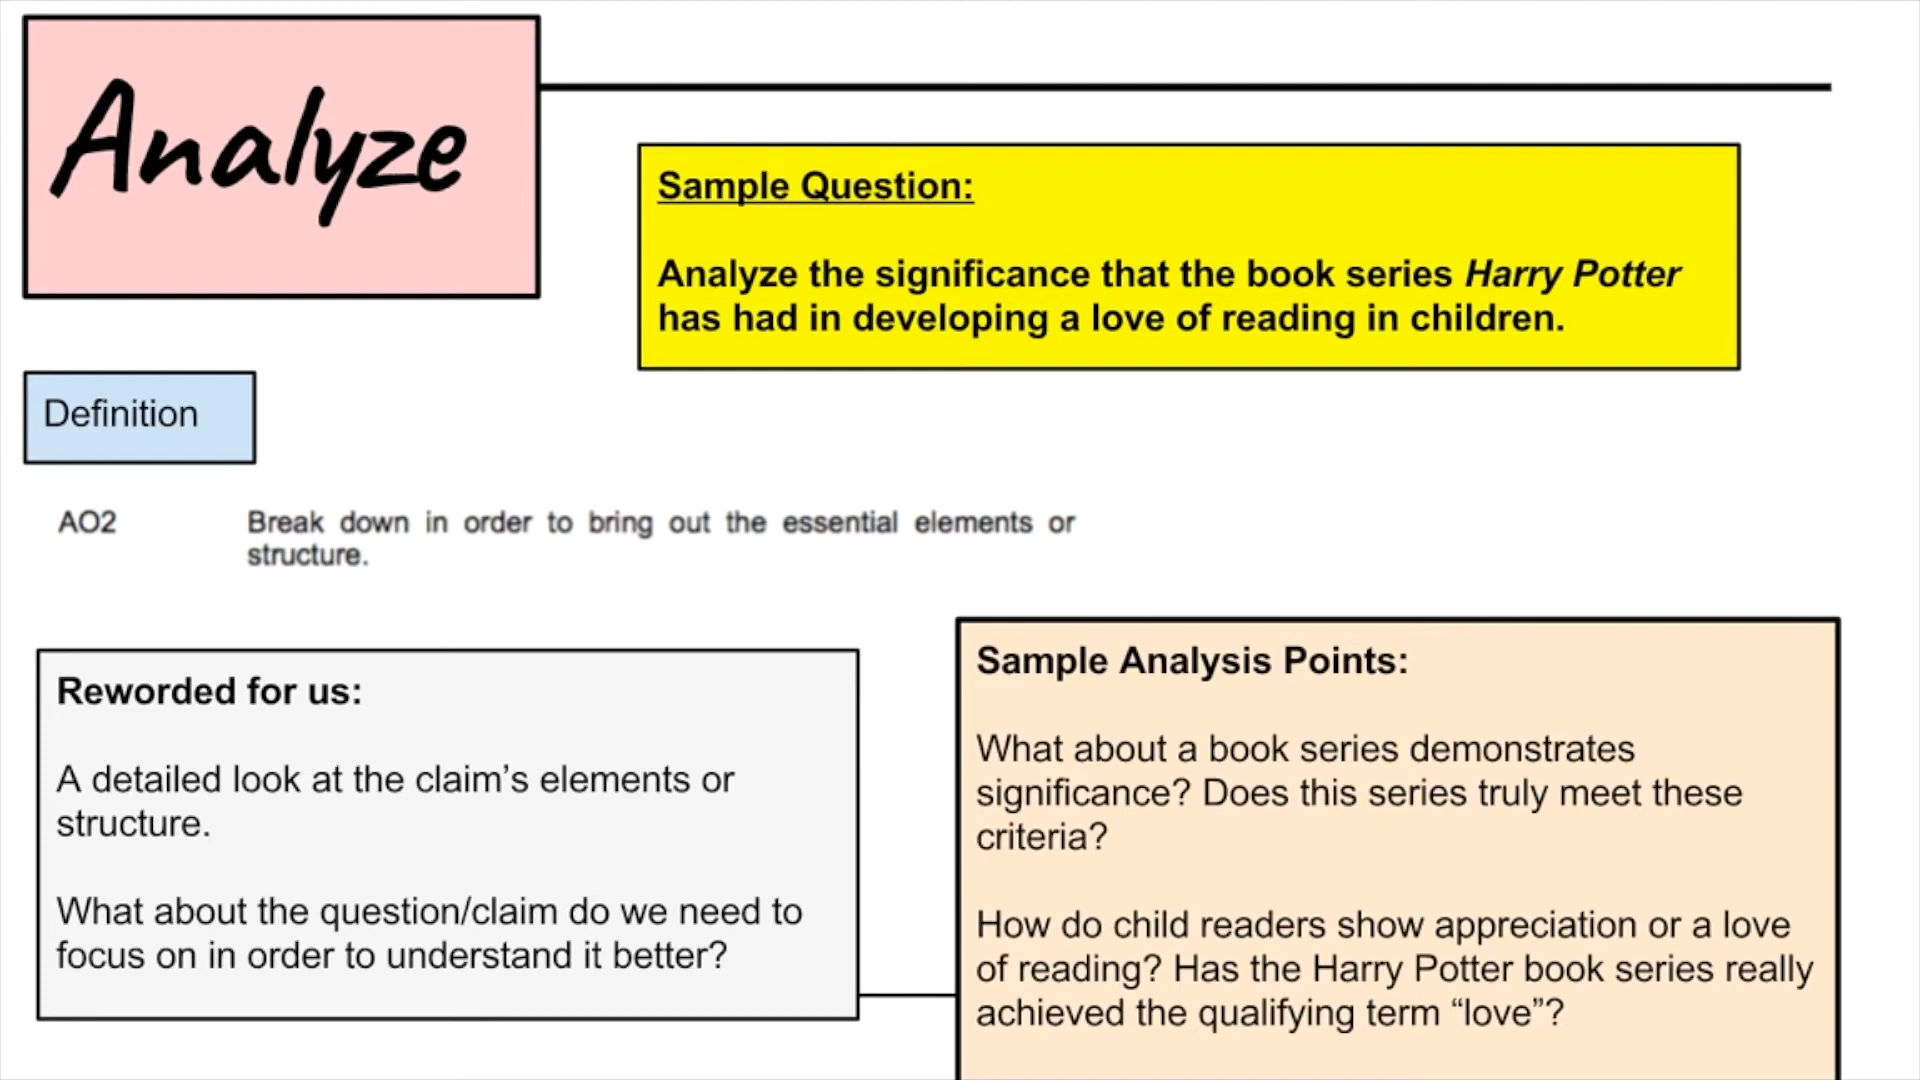 Analyze
Sample Question:
Analyze the significance that the book series Harry Potter
has had in developing a love of reading in children.
Definition
AO2 Break down in order to bring out the essential elements or
structure.
Reworded for us:
A detailed look at the claim’s elements or
structure.
What about the question/claim do we need to
focus on in order to understand it better?
Sample Analysis Points:
What about a book series demonstrates
significance? Does this series truly meet these
criteria?
How do child readers show appreciation or a love
of reading? Has the Harry Potter book series really
achieved the qualifying term “love”?